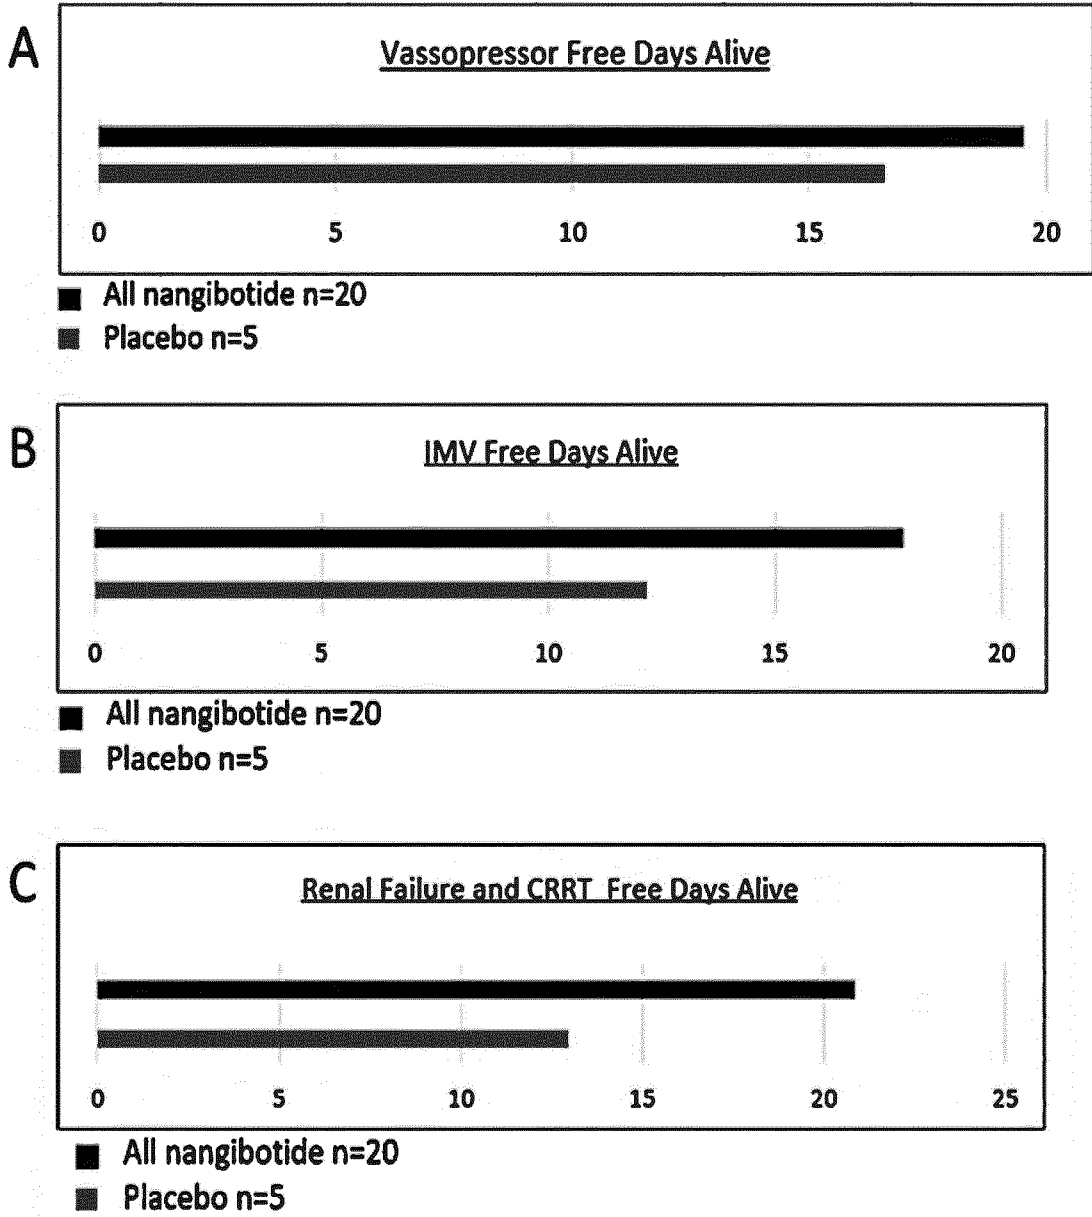 A
Vassopressor Free Days Alive
0 5 10 15 20
All nangibotide n=20
Placebo n=5
B
IMV Free Days Alive
0 5 10 15 20
All nangibotide n=20
Placebo n=5
C
Renal Failure and CRRT Free Days Alive
0 5 10 15 20 25
All nangibotide n=20
Placebo n=5